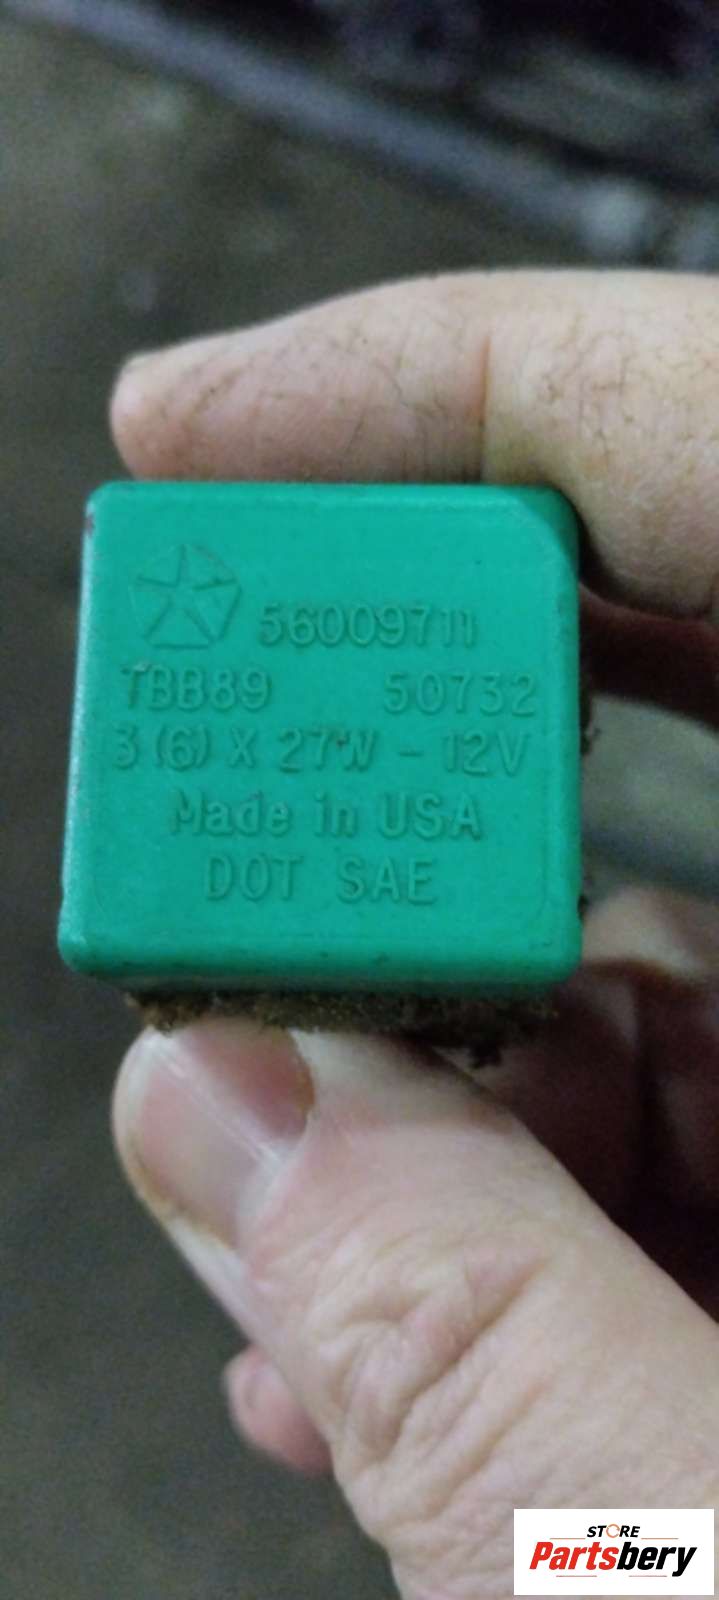 56009711
TBB89 50732
3 (6) X 27W - 12V
Made in USA
DOT SAE
STORE
Partsbery